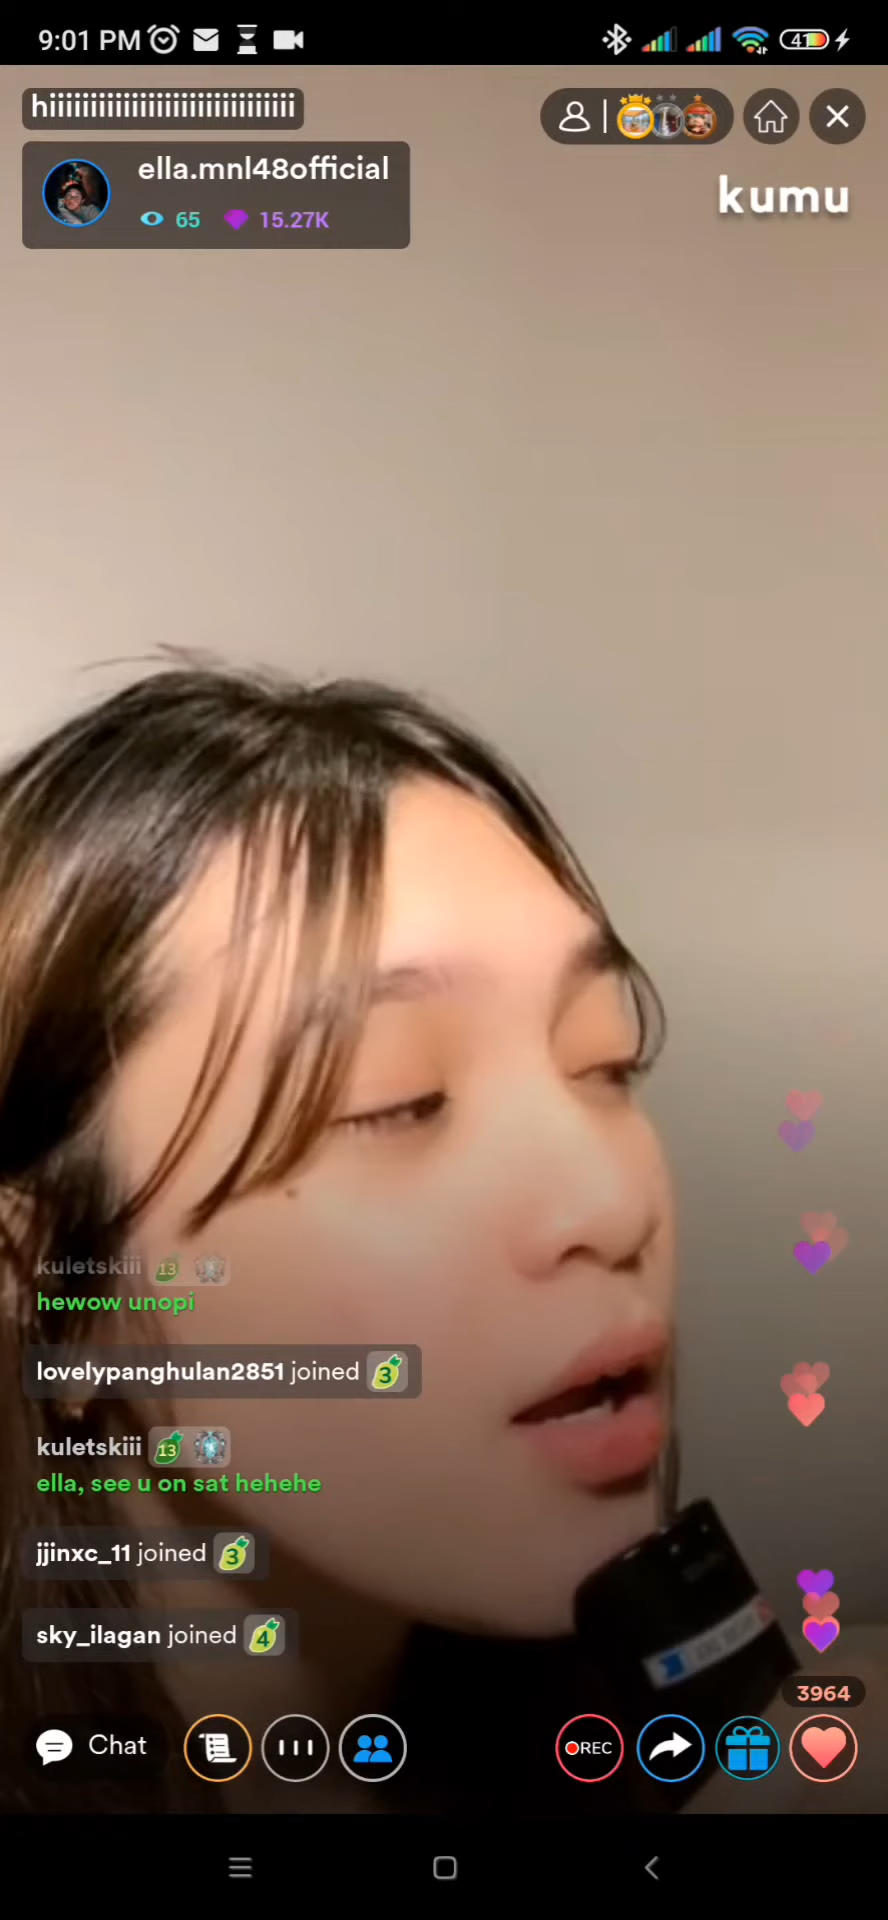 9:01 PM
41
hiiiiiiiiiiiiiiiiiiiiiiiiiiiii
ella.mnl48official
65 15.27K
kumu
kuletskiii 13
hewow unopi
lovelypanghulan2851 joined 3
kuletskiii 13
ella, see u on sat hehehe
jjinxc_11 joined 3
sky_ilagan joined 4
3964
Chat
REC